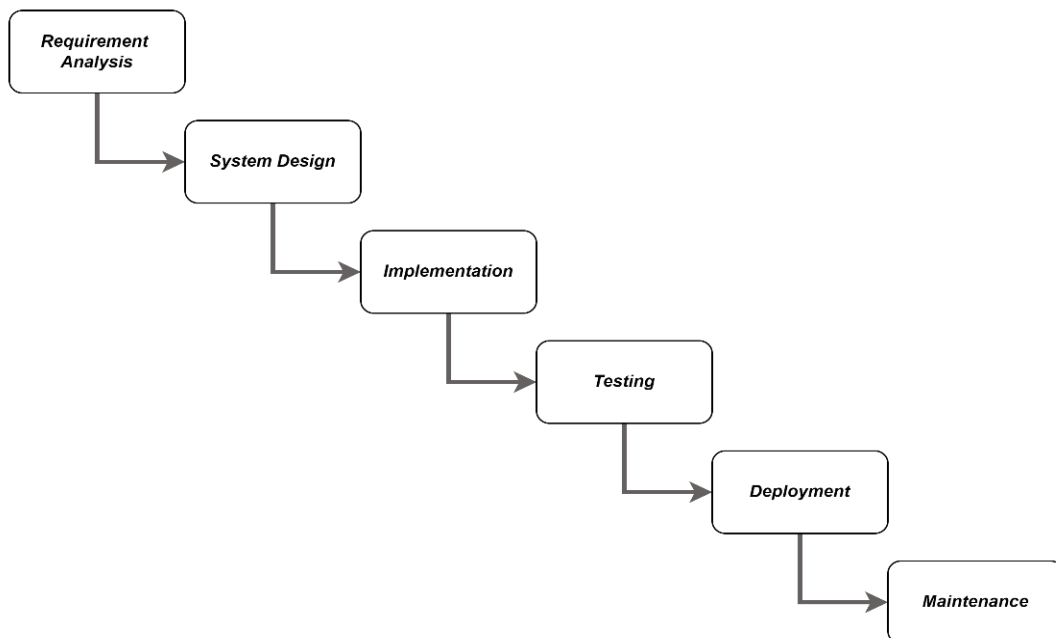 Requirement
Analysis
System Design
Implementation
Testing
Deployment
Maintenance